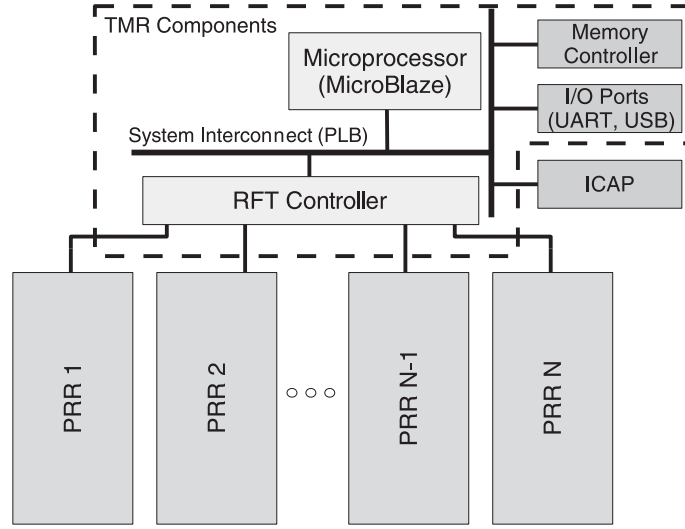 TMR Components
Microprocessor
(MicroBlaze)
Memory
Controller
I/O Ports
(UART, USB)
System Interconnect (PLB)
ICAP
RFT Controller
PRR 1
PRR 2
PRR N-1
PRR N